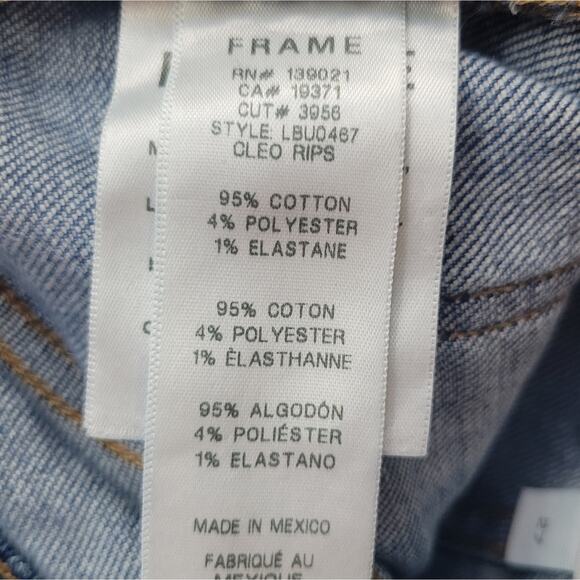 FRAME
RN# 139021
CA# 19371
CUT# 3956
STYLE: LBU0467
CLEO RIPS
95% COTTON
4% POLYESTER
1% ELASTANE
95% COTON
4% POLYESTER
1% ÉLASTHANNE
95% ALGODÓN
4% POLIÉSTER
1% ELASTANO
MADE IN MEXICO
FABRIQUÉ AU
MEXIQUE